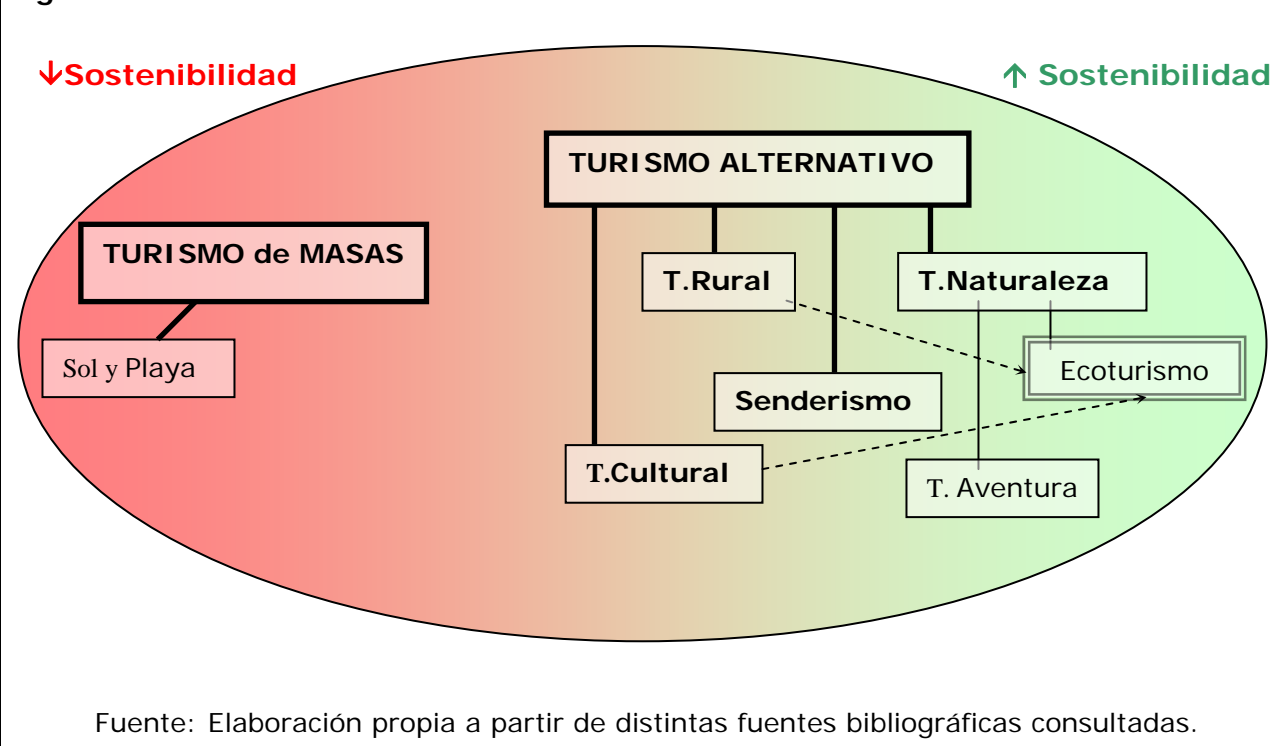 ↓Sostenibilidad
↑ Sostenibilidad
TURISMO ALTERNATIVO
TURISMO de MASAS
T.Rural
T.Naturaleza
Sol y Playa
Ecoturismo
Senderismo
T.Cultural
T. Aventura
Fuente: Elaboración propia a partir de distintas fuentes bibliográficas consultadas.